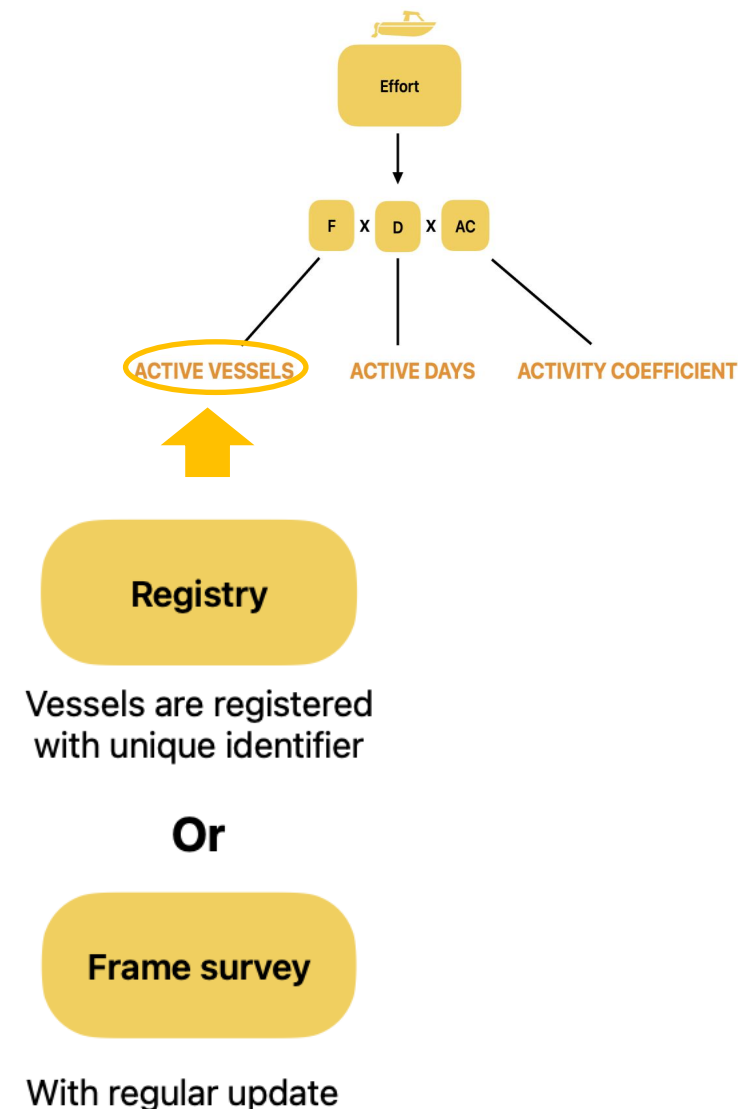 Effort
F X D X AC
ACTIVE VESSELS ACTIVE DAYS ACTIVITY COEFFICIENT
Registry
Vessels are registered
with unique identifier
Or
Frame survey
With regular update